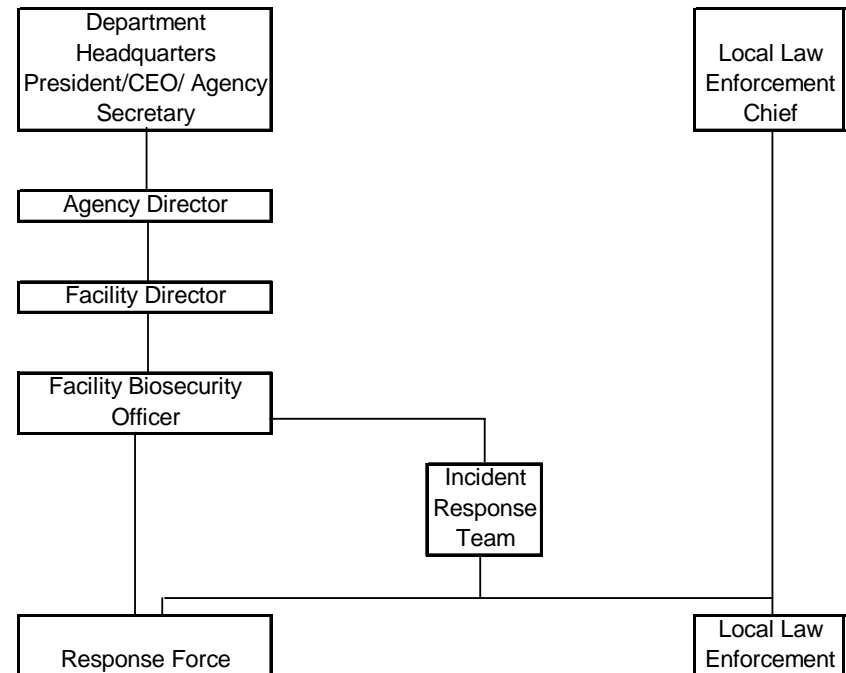 Department
Headquarters
President/CEO/ Agency
Secretary
Local Law
Enforcement
Chief
Agency Director
Facility Director
Facility Biosecurity
Officer
Incident
Response
Team
Response Force
Local Law
Enforcement